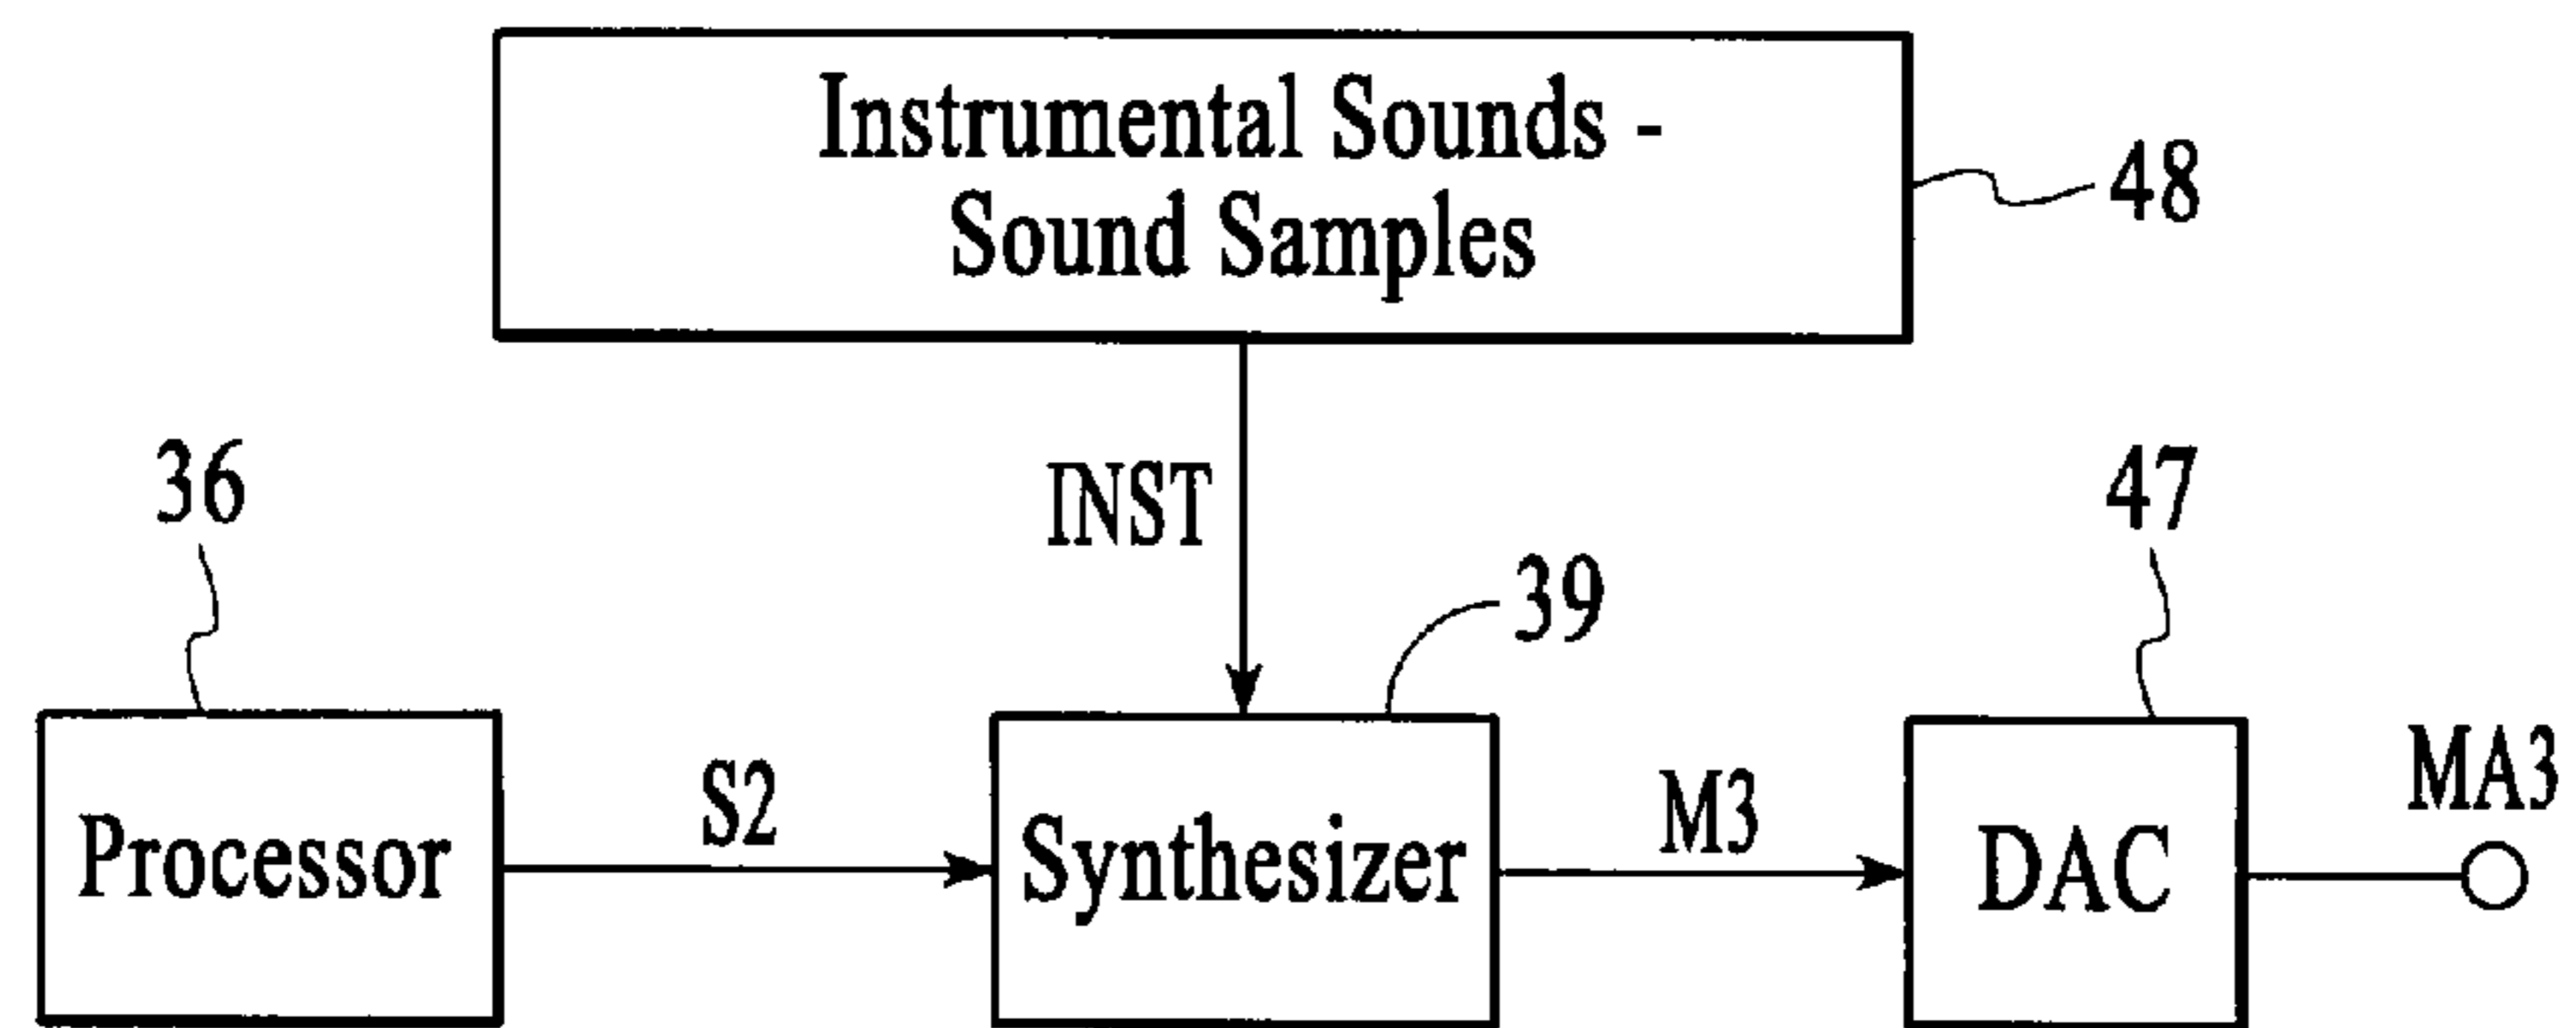 Instrumental Sounds -
Sound Samples
48
36
INST
47
39
S2
M3
MA3
Processor
Synthesizer
DAC